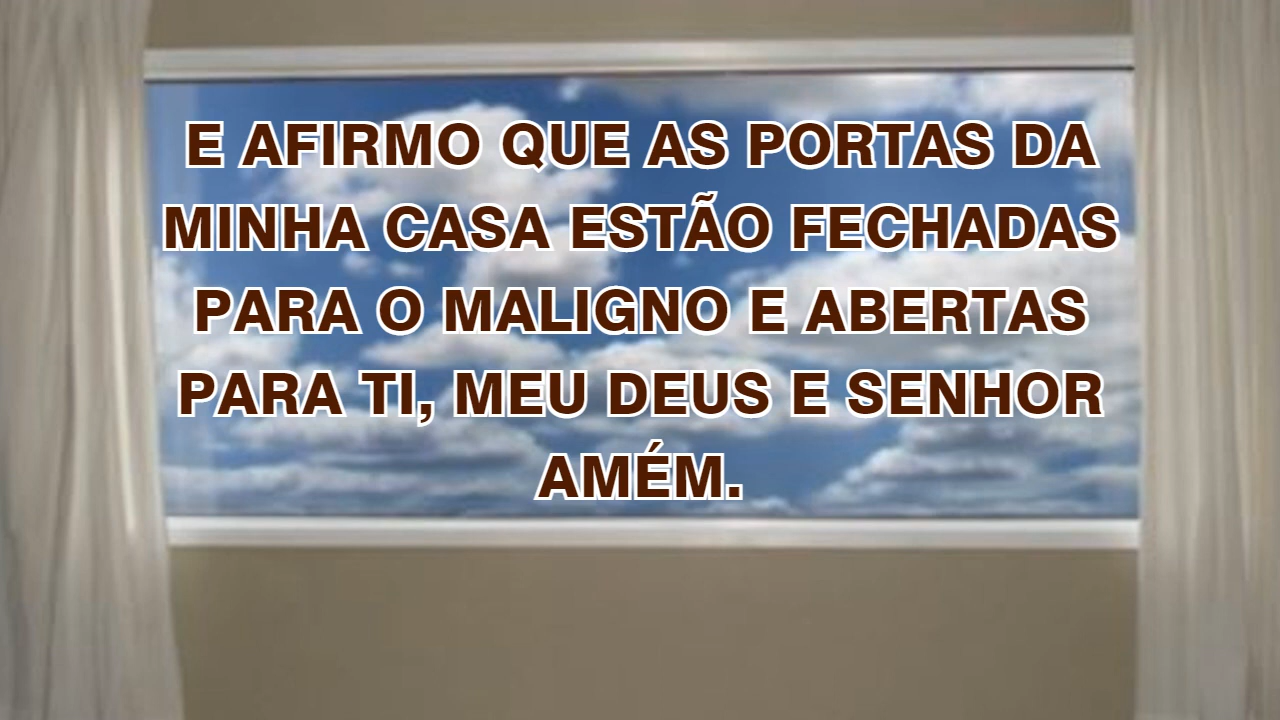 E AFIRMO QUE AS PORTAS DA
MINHA CASA ESTÃO FECHADAS
PARA O MALIGNO E ABERTAS
PARA TI, MEU DEUS E SENHOR
AMÉM.